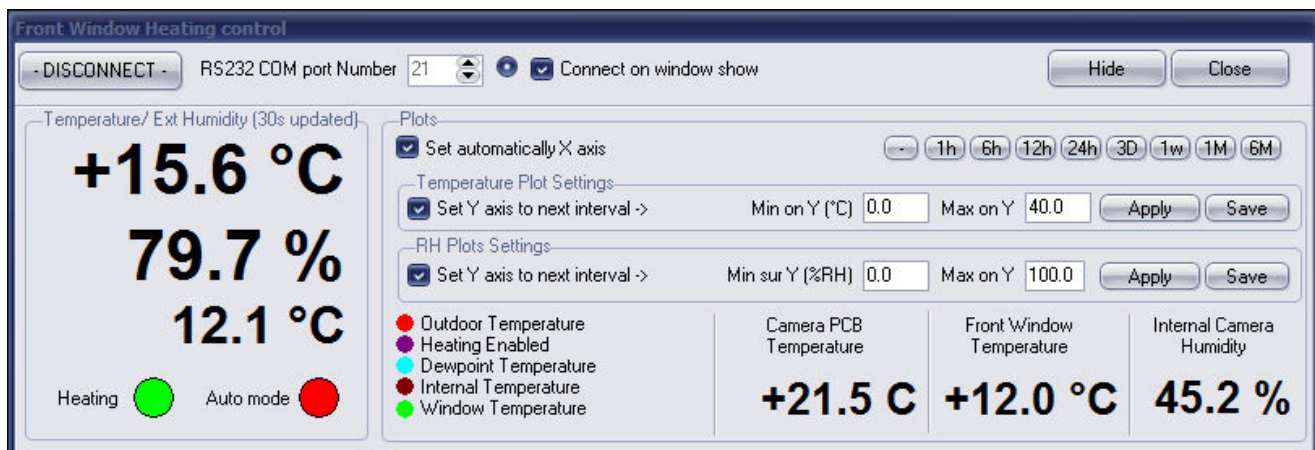 Front Window Heating control
- DISCONNECT - RS232 COM port Number 21 Connect on window show Hide Close
Temperature/ Ext Humidity (30s updated)
+15.6 °C
79.7 %
12.1 °C
Heating Auto mode
Plots
Set automatically X axis - 1h 6h 12h 24h 3D 1w 1M 6M
Temperature Plot Settings
Set Y axis to next interval -> Min on Y (°C) 0.0 Max on Y 40.0 Apply Save
RH Plots Settings
Set Y axis to next interval -> Min sur Y (%RH) 0.0 Max on Y 100.0 Apply Save
Outdoor Temperature
Heating Enabled
Dewpoint Temperature
Internal Temperature
Window Temperature
Camera PCB
Temperature
+21.5 C
Front Window
Temperature
+12.0 °C
Internal Camera
Humidity
45.2 %